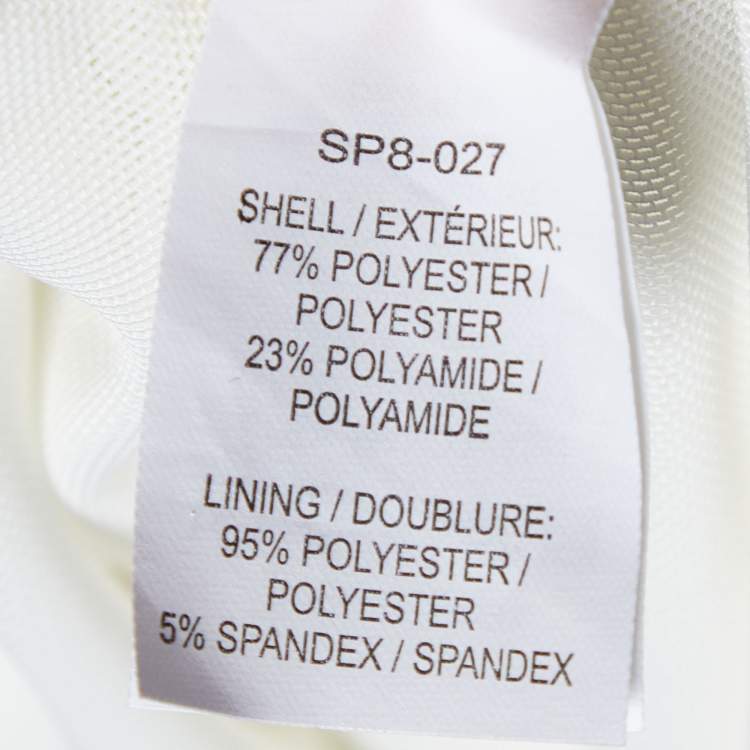 SP8-027
SHELL / EXTÉRIEUR:
77% POLYESTER /
POLYESTER
23% POLYAMIDE /
POLYAMIDE
LINING / DOUBLURE:
95% POLYESTER /
POLYESTER
5% SPANDEX / SPANDEX